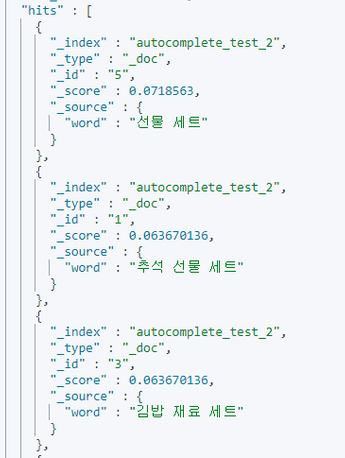 "hits" : [
{
"_index" : "autocomplete_test_2",
"_type" : "_doc",
"_id" : "5",
"_score" : 0.0718563,
"_source" : {
"word" : "선물 세트"
}
},
{
"_index" : "autocomplete_test_2",
"_type" : "_doc",
"_id" : "1",
"_score" : 0.063670136,
"_source" : {
"word" : "추석 선물 세트"
}
},
{
"_index" : "autocomplete_test_2",
"_type" : "_doc",
"_id" : "3",
"_score" : 0.063670136,
"_source" : {
"word" : "김밥 재료 세트"
}
},